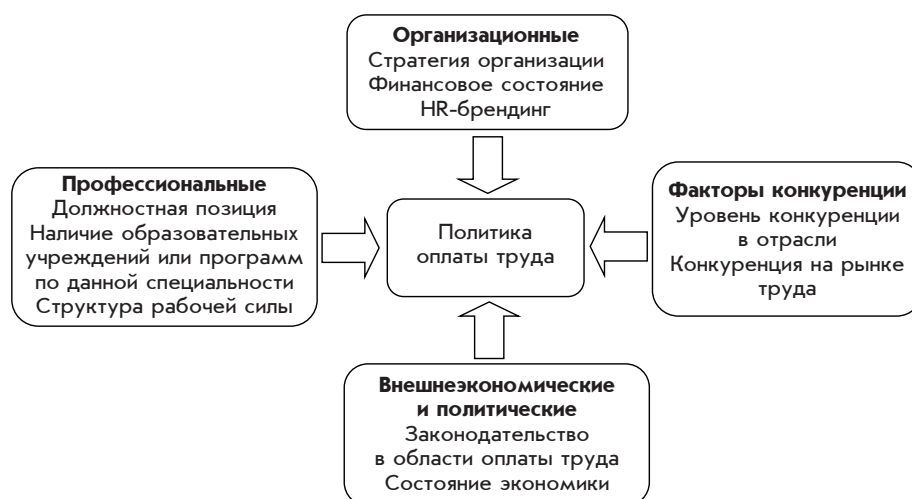 Организационные
Стратегия организации
Финансовое состояние
HR-брендинг
Профессиональные
Должностная позиция
Наличие образовательных
учреждений или программ
по данной специальности
Структура рабочей силы
Политика
оплаты труда
Факторы конкуренции
Уровень конкуренции
в отрасли
Конкуренция на рынке
труда
Внешнеэкономические
и политические
Законодательство
в области оплаты труда
Состояние экономики